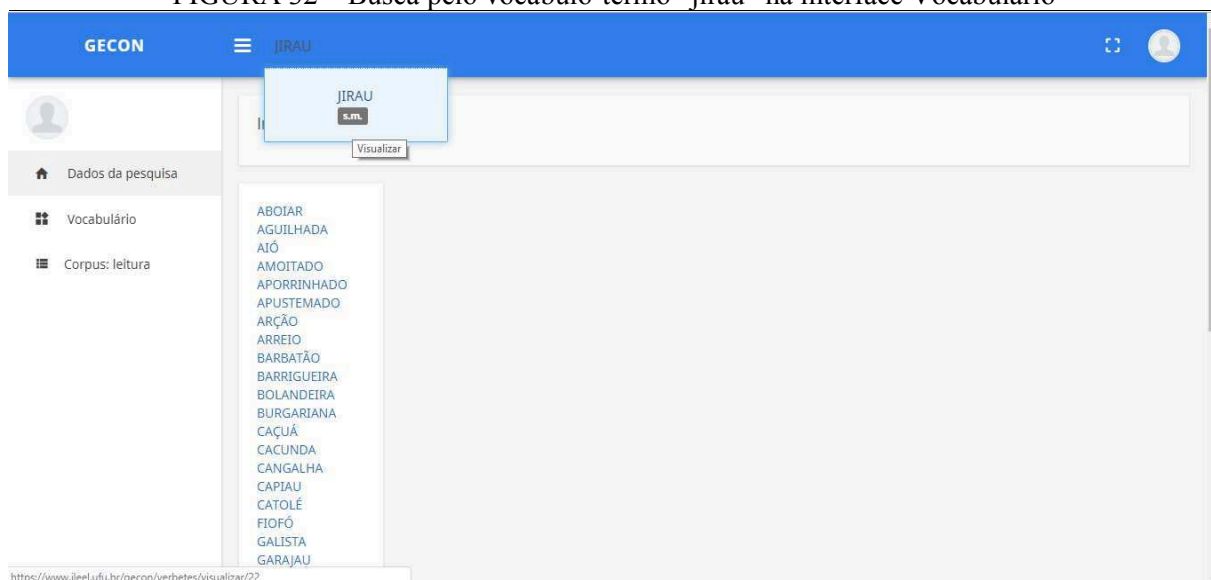 FIGURA 32 – Busca pelo vocábulo-termo "jirau" na interface Vocabulário
GECON
JIRAU
JIRAU
s.m.
Visualizar
Dados da pesquisa
Vocabulário
Corpus: leitura
ABOIAR
AGUILHADA
AIÓ
AMOITADO
APORRINHADO
APUSTEMADO
ARÇÃO
ARREIO
BARBATÃO
BARRIGUEIRA
BOLANDEIRA
BURGARIANA
CAÇUÁ
CACUNDA
CANGALHA
CAPIAU
CATOLÉ
FIOFÓ
GALISTA
GARAJAU
https://www.ileel.ufu.br/gecon/verbetes/visualizar/22